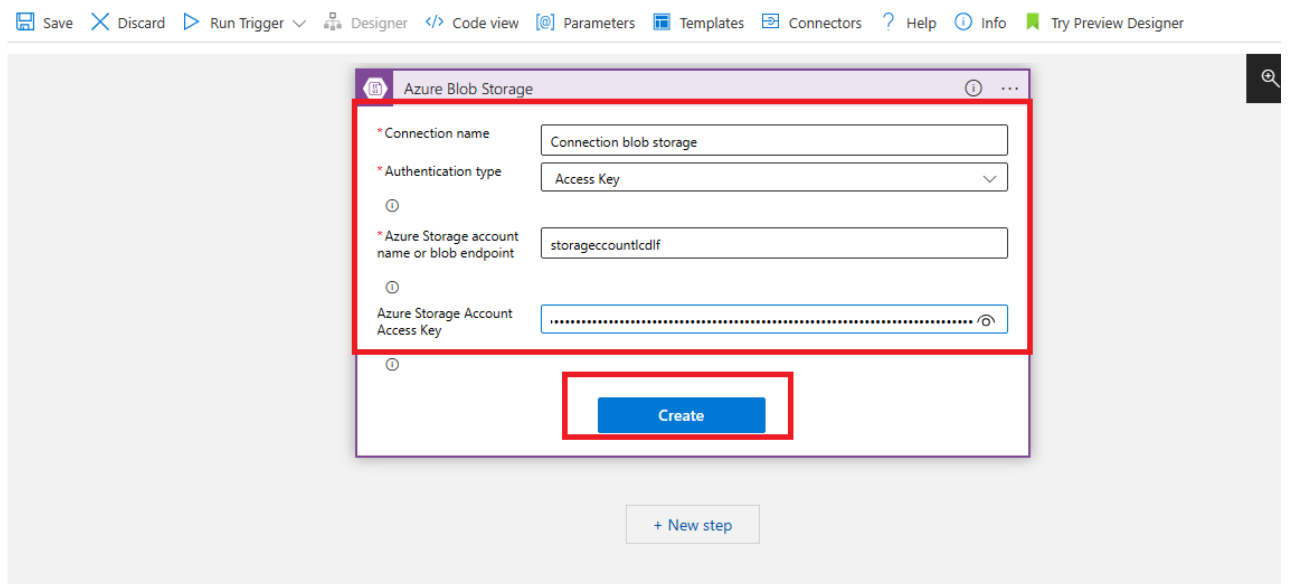 Save Discard Run Trigger Designer Code view Parameters Templates Connectors Help Info Try Preview Designer
Azure Blob Storage
*Connection name
Connection blob storage
*Authentication type
Access Key
*Azure Storage account
name or blob endpoint
storageccountlcdlf
Azure Storage Account
Access Key
Create
+ New step